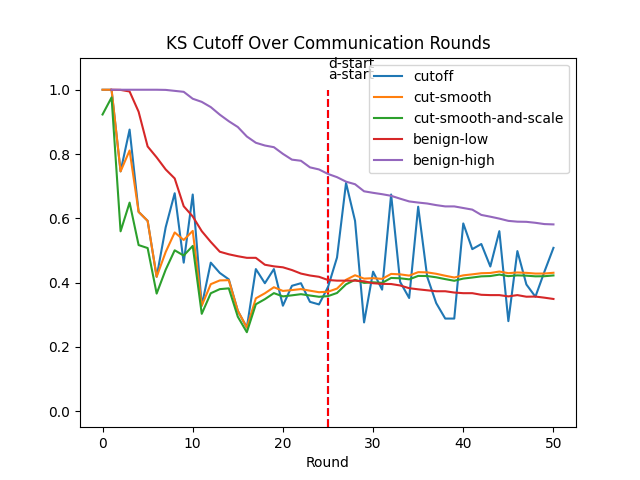 KS Cutoff Over Communication Rounds
d-start
a-start
cutoff
cut-smooth
cut-smooth-and-scale
benign-low
benign-high
1.0
0.8
0.6
0.4
0.2
0.0
0 10 20 30 40 50
Round